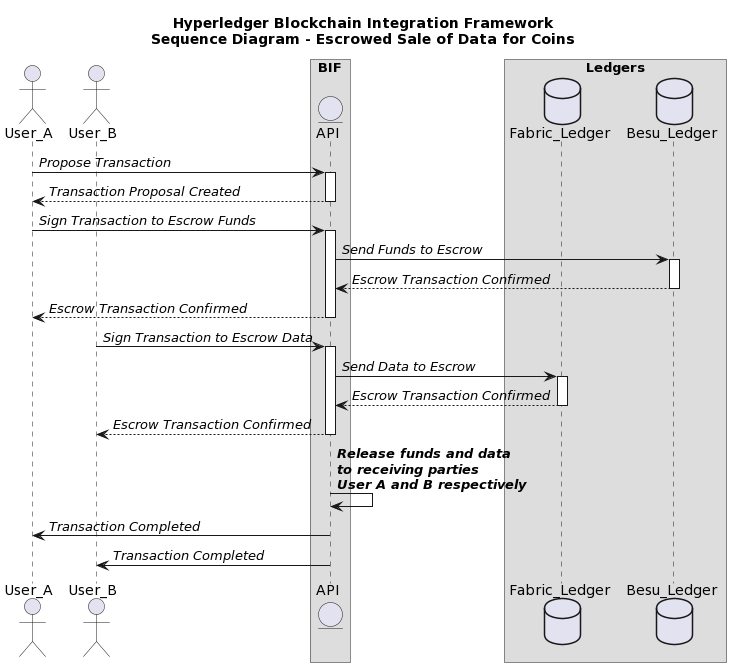 Hyperledger Blockchain Integration Framework
Sequence Diagram - Escrowed Sale of Data for Coins
BIF
Ledgers
User_A
User_B
API
Fabric_Ledger
Besu_Ledger
Propose Transaction
Transaction Proposal Created
Sign Transaction to Escrow Funds
Send Funds to Escrow
Escrow Transaction Confirmed
Escrow Transaction Confirmed
Sign Transaction to Escrow Data
Send Data to Escrow
Escrow Transaction Confirmed
Escrow Transaction Confirmed
Release funds and data
to receiving parties
User A and B respectively
Transaction Completed
Transaction Completed
User_A
User_B
API
Fabric_Ledger
Besu_Ledger